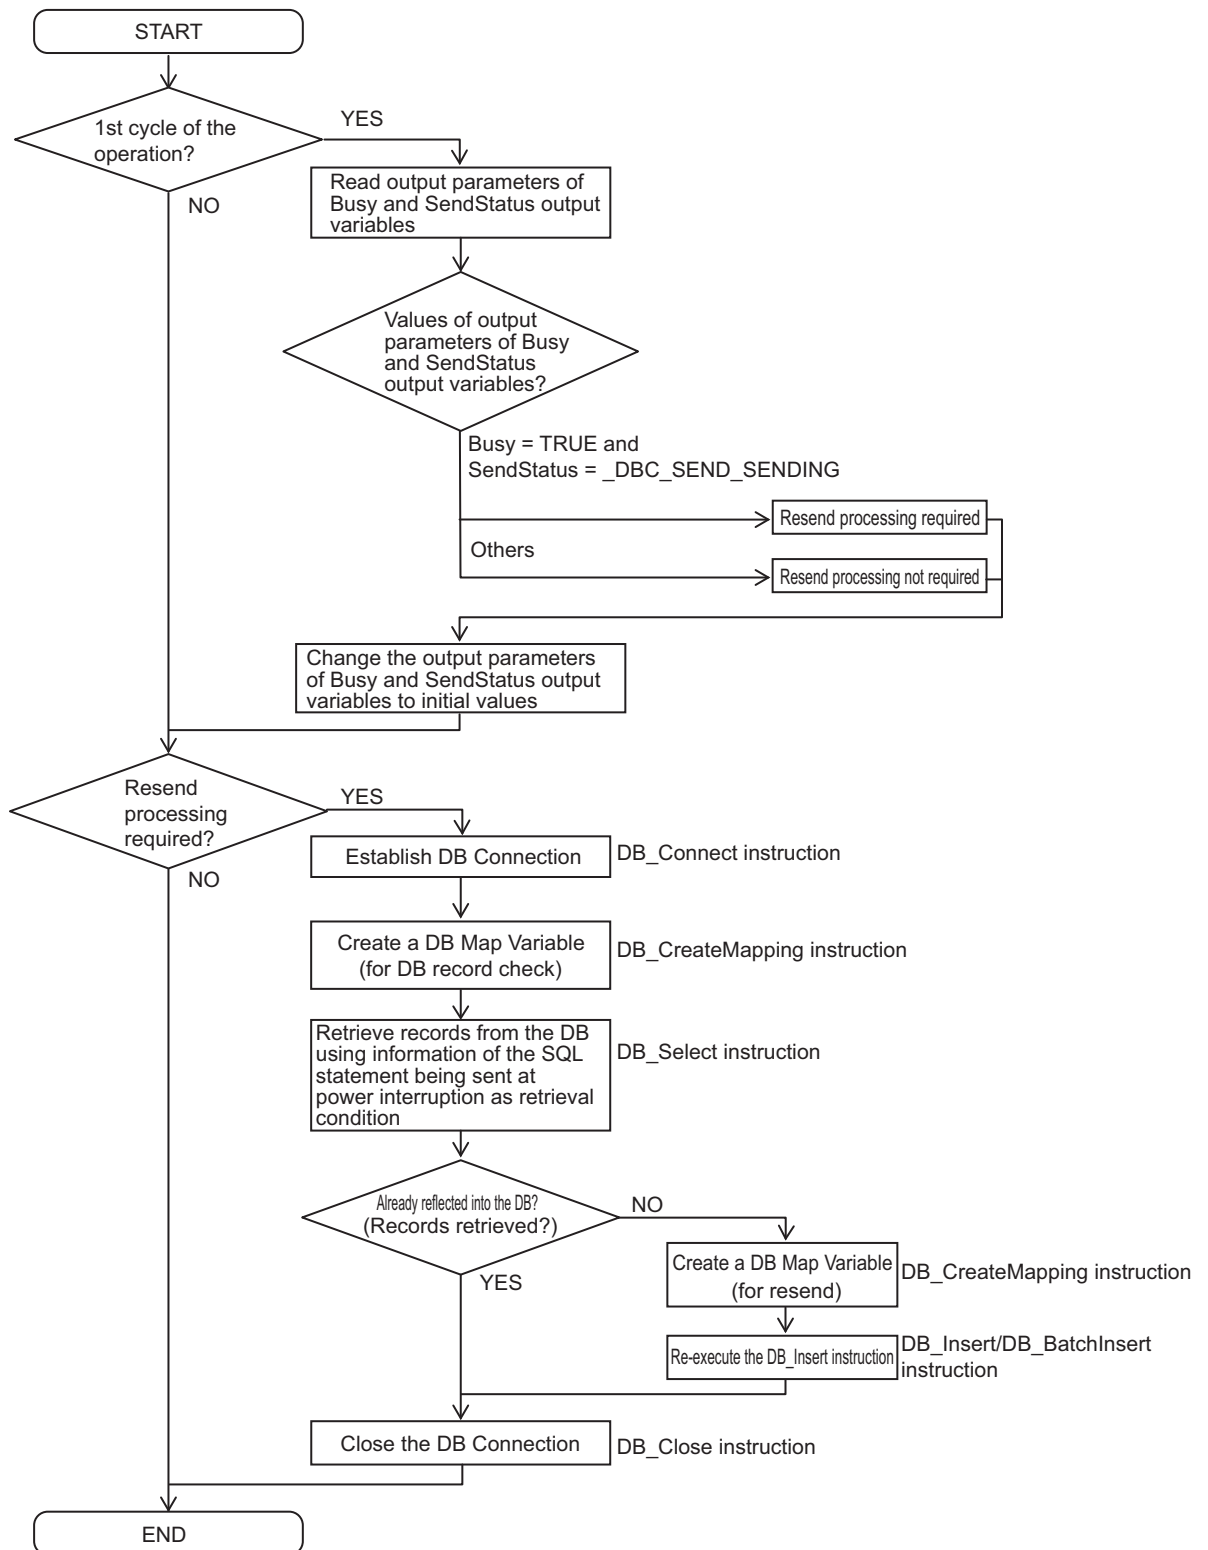 START
1st cycle of the
operation?
YES
NO
Read output parameters of
Busy and SendStatus output
variables
Values of output
parameters of Busy
and SendStatus
output variables?
Busy = TRUE and
SendStatus = _DBC_SEND_SENDING
Resend processing required
Others
Resend processing not required
Change the output parameters
of Busy and SendStatus output
variables to initial values
Resend
processing
required?
YES
NO
Establish DB Connection
DB_Connect instruction
Create a DB Map Variable
(for DB record check)
DB_CreateMapping instruction
Retrieve records from the DB
using information of the SQL
statement being sent at
power interruption as retrieval
condition
DB_Select instruction
Already reflected into the DB?
(Records retrieved?)
NO
YES
Create a DB Map Variable
(for resend)
DB_CreateMapping instruction
Re-execute the DB_Insert instruction
DB_Insert/DB_BatchInsert
instruction
Close the DB Connection
DB_Close instruction
END